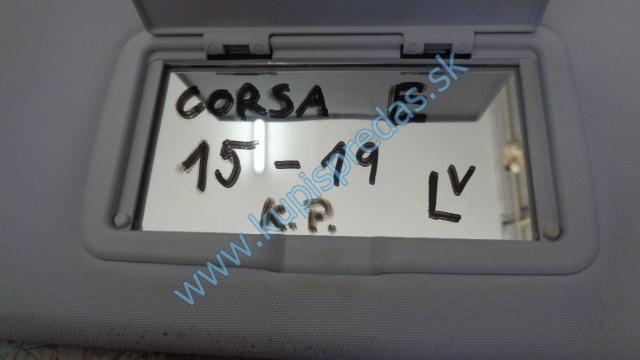 CORSA E
15-19
K.P.
LV
www.kupispredas.sk